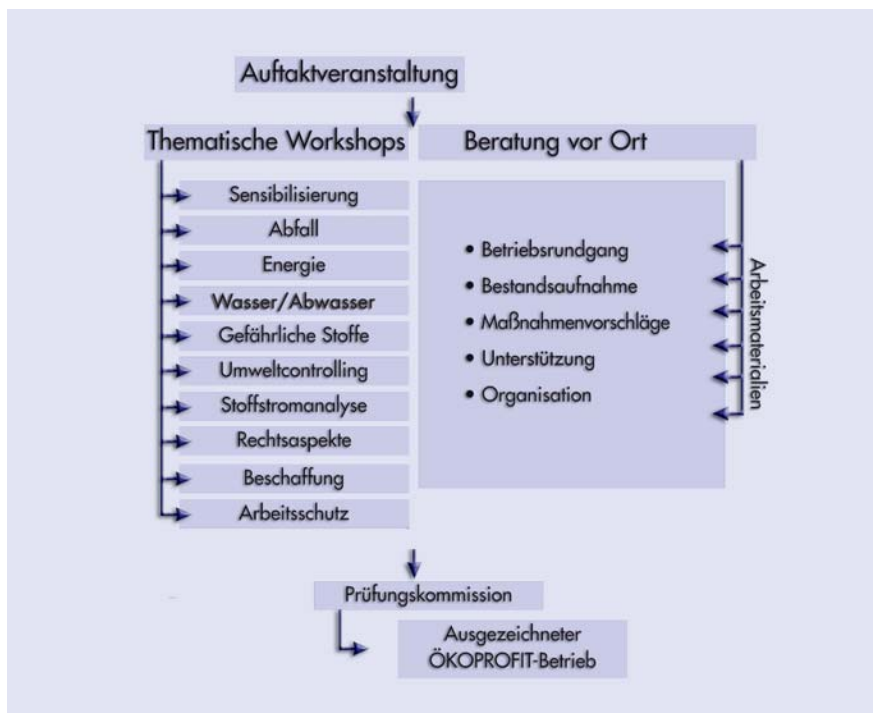 Auftaktveranstaltung
Thematische Workshops
Sensibilisierung
Abfall
Energie
Wasser/Abwasser
Gefährliche Stoffe
Umweltcontrolling
Stoffstromanalyse
Rechtsaspekte
Beschaffung
Arbeitsschutz
Beratung vor Ort
• Betriebsrundgang
• Bestandsaufnahme
• Maßnahmenvorschläge
• Unterstützung
• Organisation
Arbeitsmaterialien
Prüfungskommission
Ausgezeichneter
ÖKOPROFIT-Betrieb